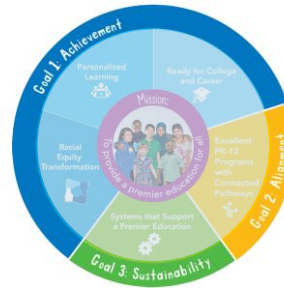 Goal 1: Achievement
Personalized
Learning
Ready for College
and Career
Racial
Equity
Transformation
Mission:
To provide a premier education for all
Excellent
PK-12
Programs
with
Connected
Pathways
Goal 2: Alignment
Systems that Support
a Premier Education
Goal 3: Sustainability